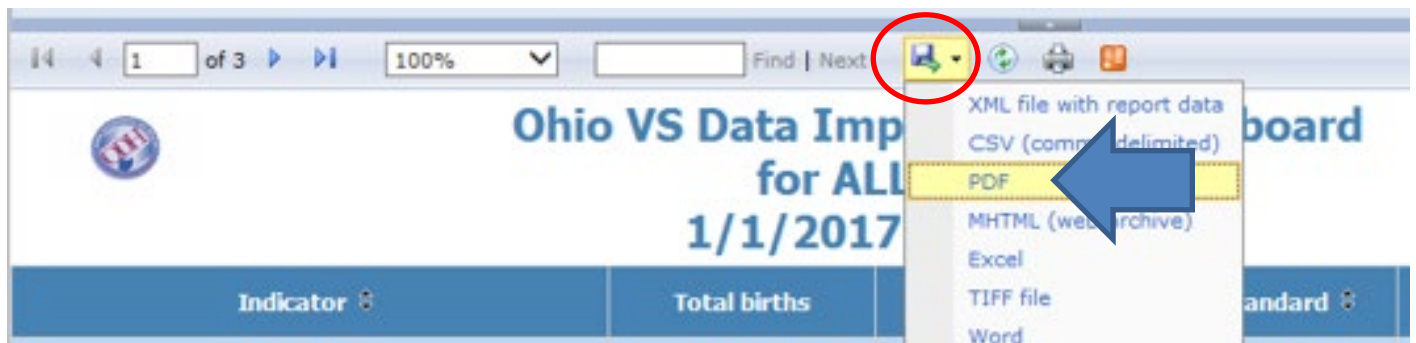 1 of 3 100% Find | Next
XML file with report data
CSV (comma delimited)
PDF
MHTML (web archive)
Excel
TIFF file
Word
Ohio VS Data Imp board
for ALL
1/1/2017
Indicator Total births andard